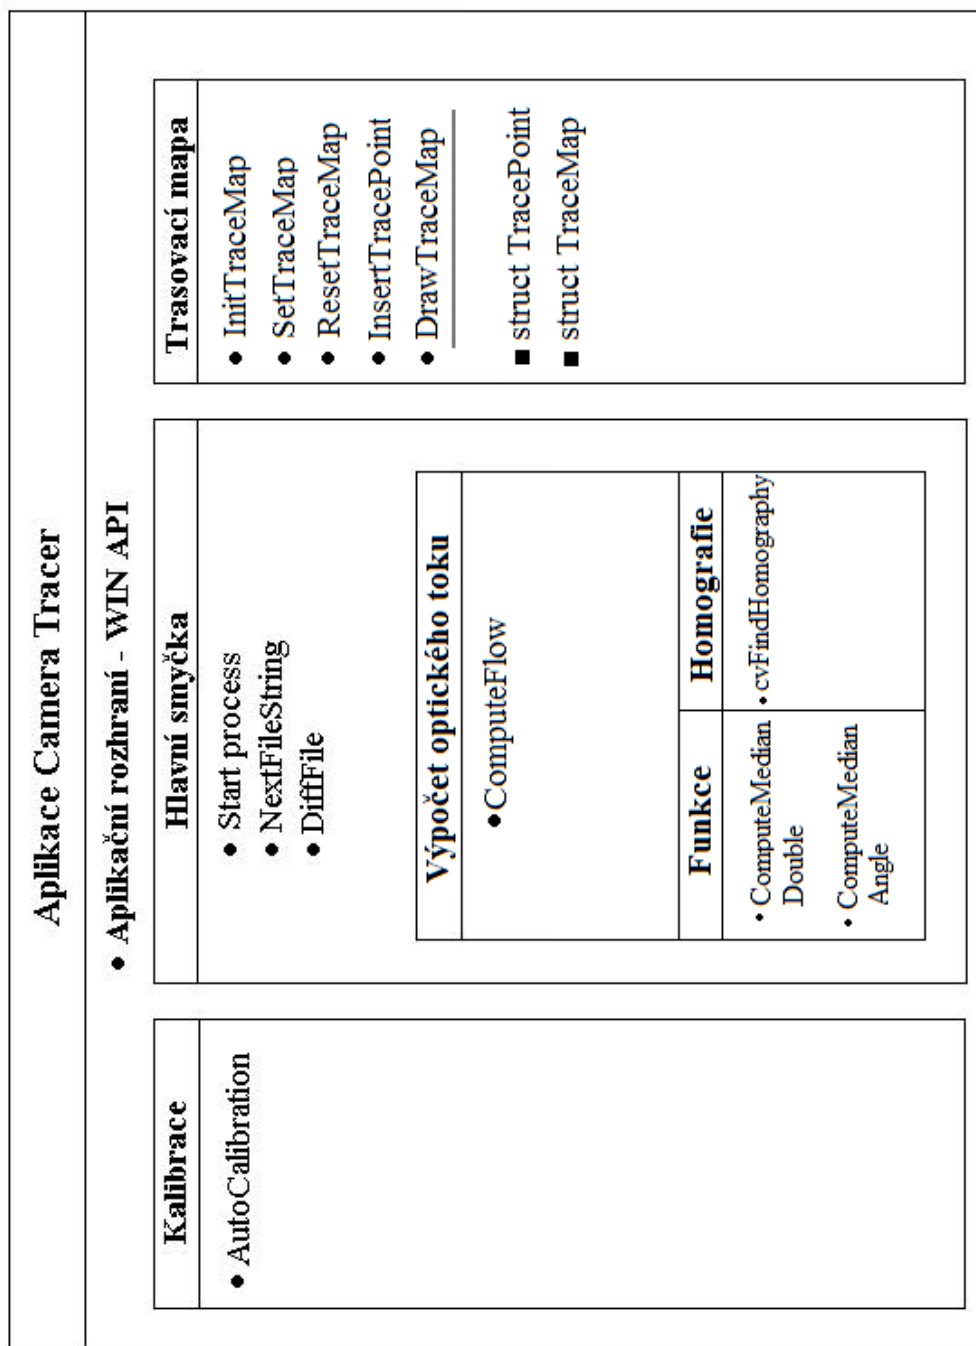 Aplikace Camera Tracer
• Aplikační rozhraní - WIN API
Kalibrace
• AutoCalibration
Hlavní smyčka
• Start process
• NextFileString
• DiffFile
Výpočet optického toku
•ComputeFlow
Funkce
• ComputeMedian
Double
• ComputeMedian
Angle
Homografie
• cvFindHomography
Trasovací mapa
• InitTraceMap
• SetTraceMap
• ResetTraceMap
• InsertTracePoint
• DrawTraceMap
■ struct TracePoint
■ struct TraceMap